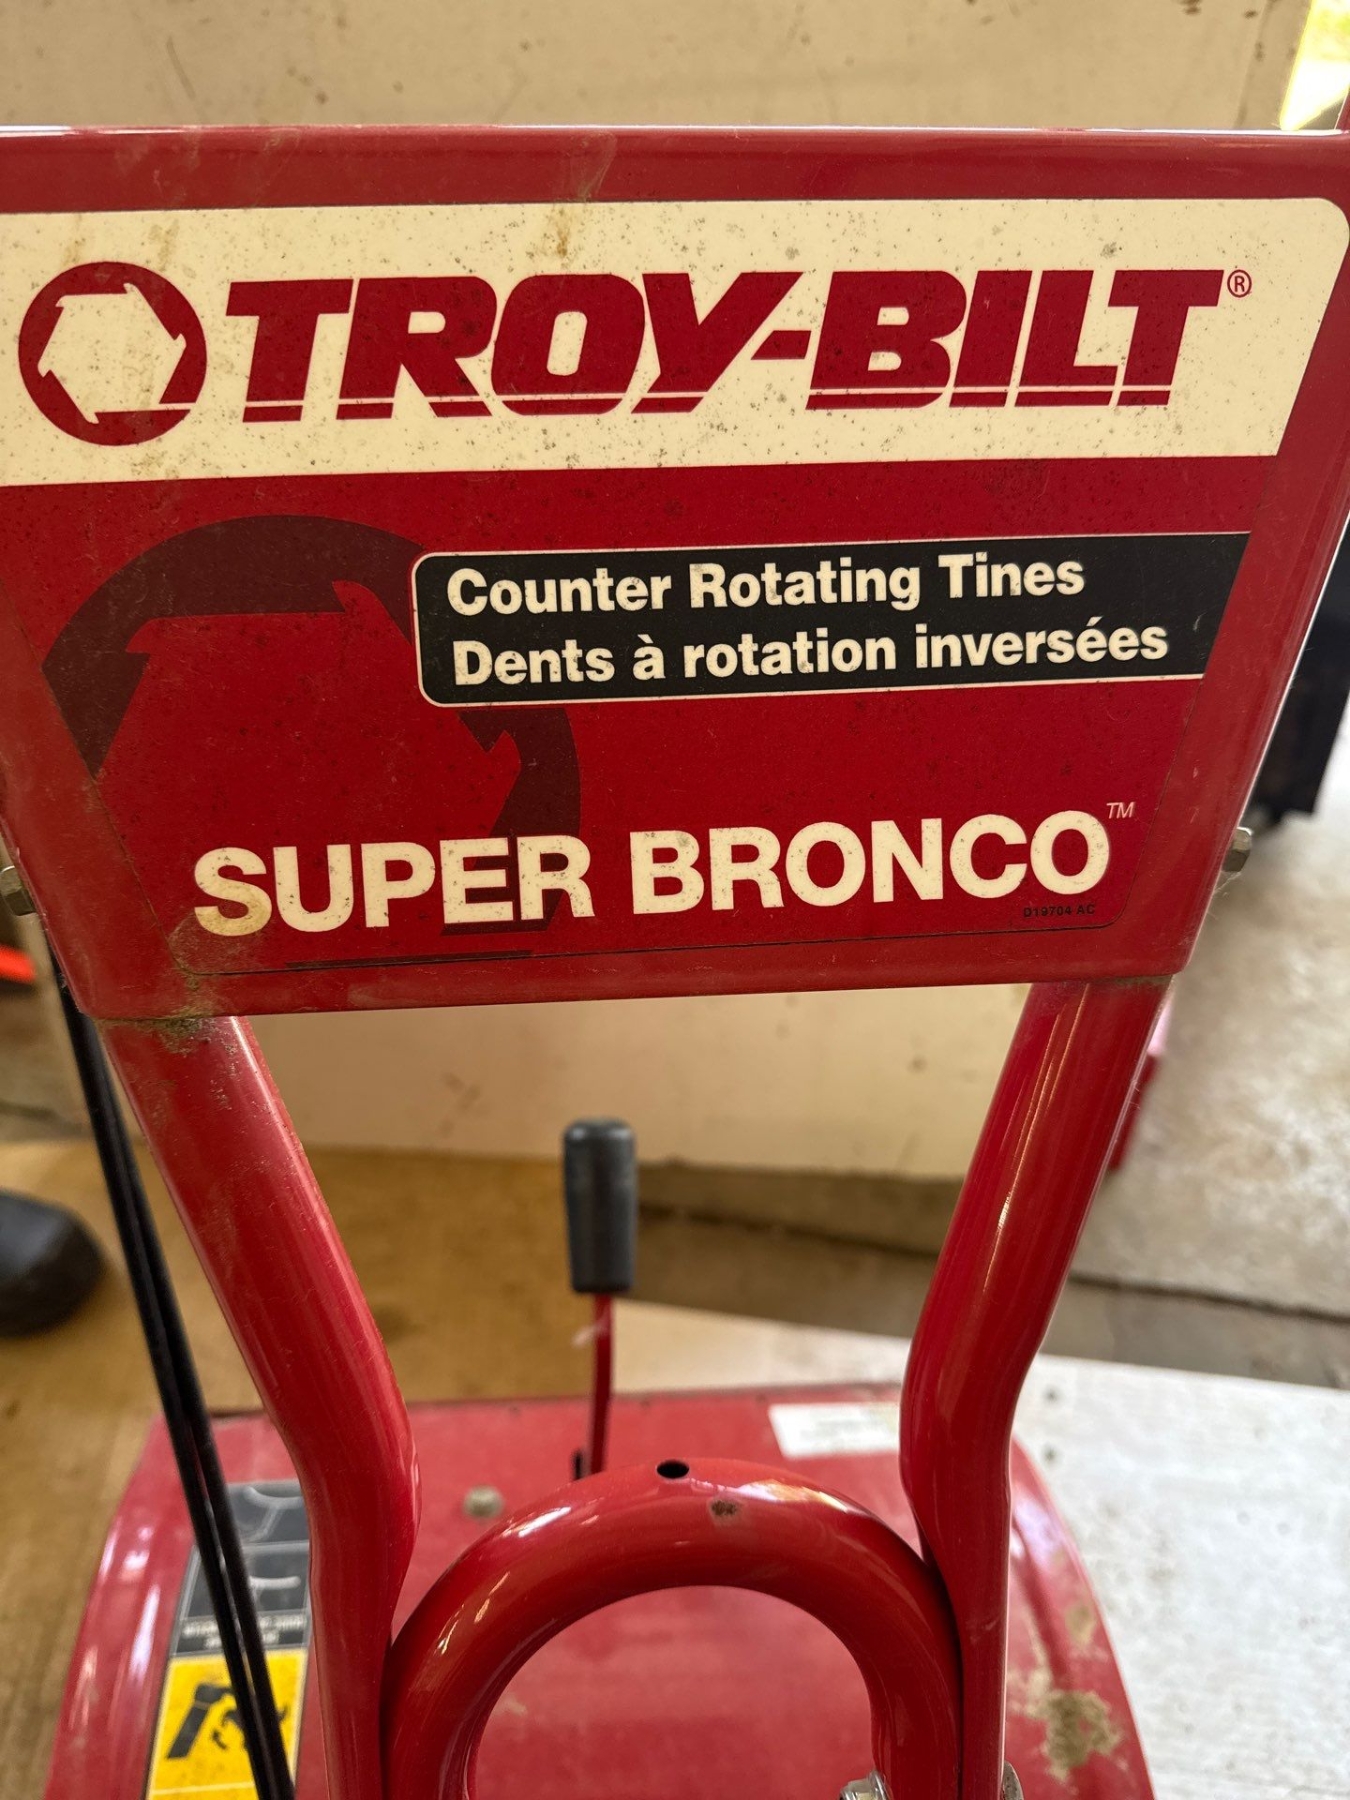 TROY-BILT®
Counter Rotating Tines
Dents à rotation inversées
SUPER BRONCO™
D19704 AC